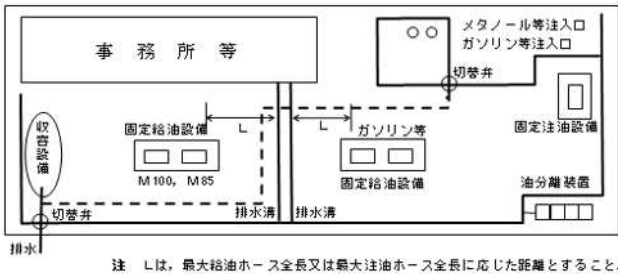 事務所等
メタノール等注入口
ガソリン等注入口
切替弁
固定給油設備
L
L
ガソリン等
固定注油設備
収容設備
M100, M85
固定給油設備
油分離装置
切替弁
排水溝
排水溝
排水
注 Lは，最大給油ホース全長又は最大注油ホース全長に応じた距離とすること。